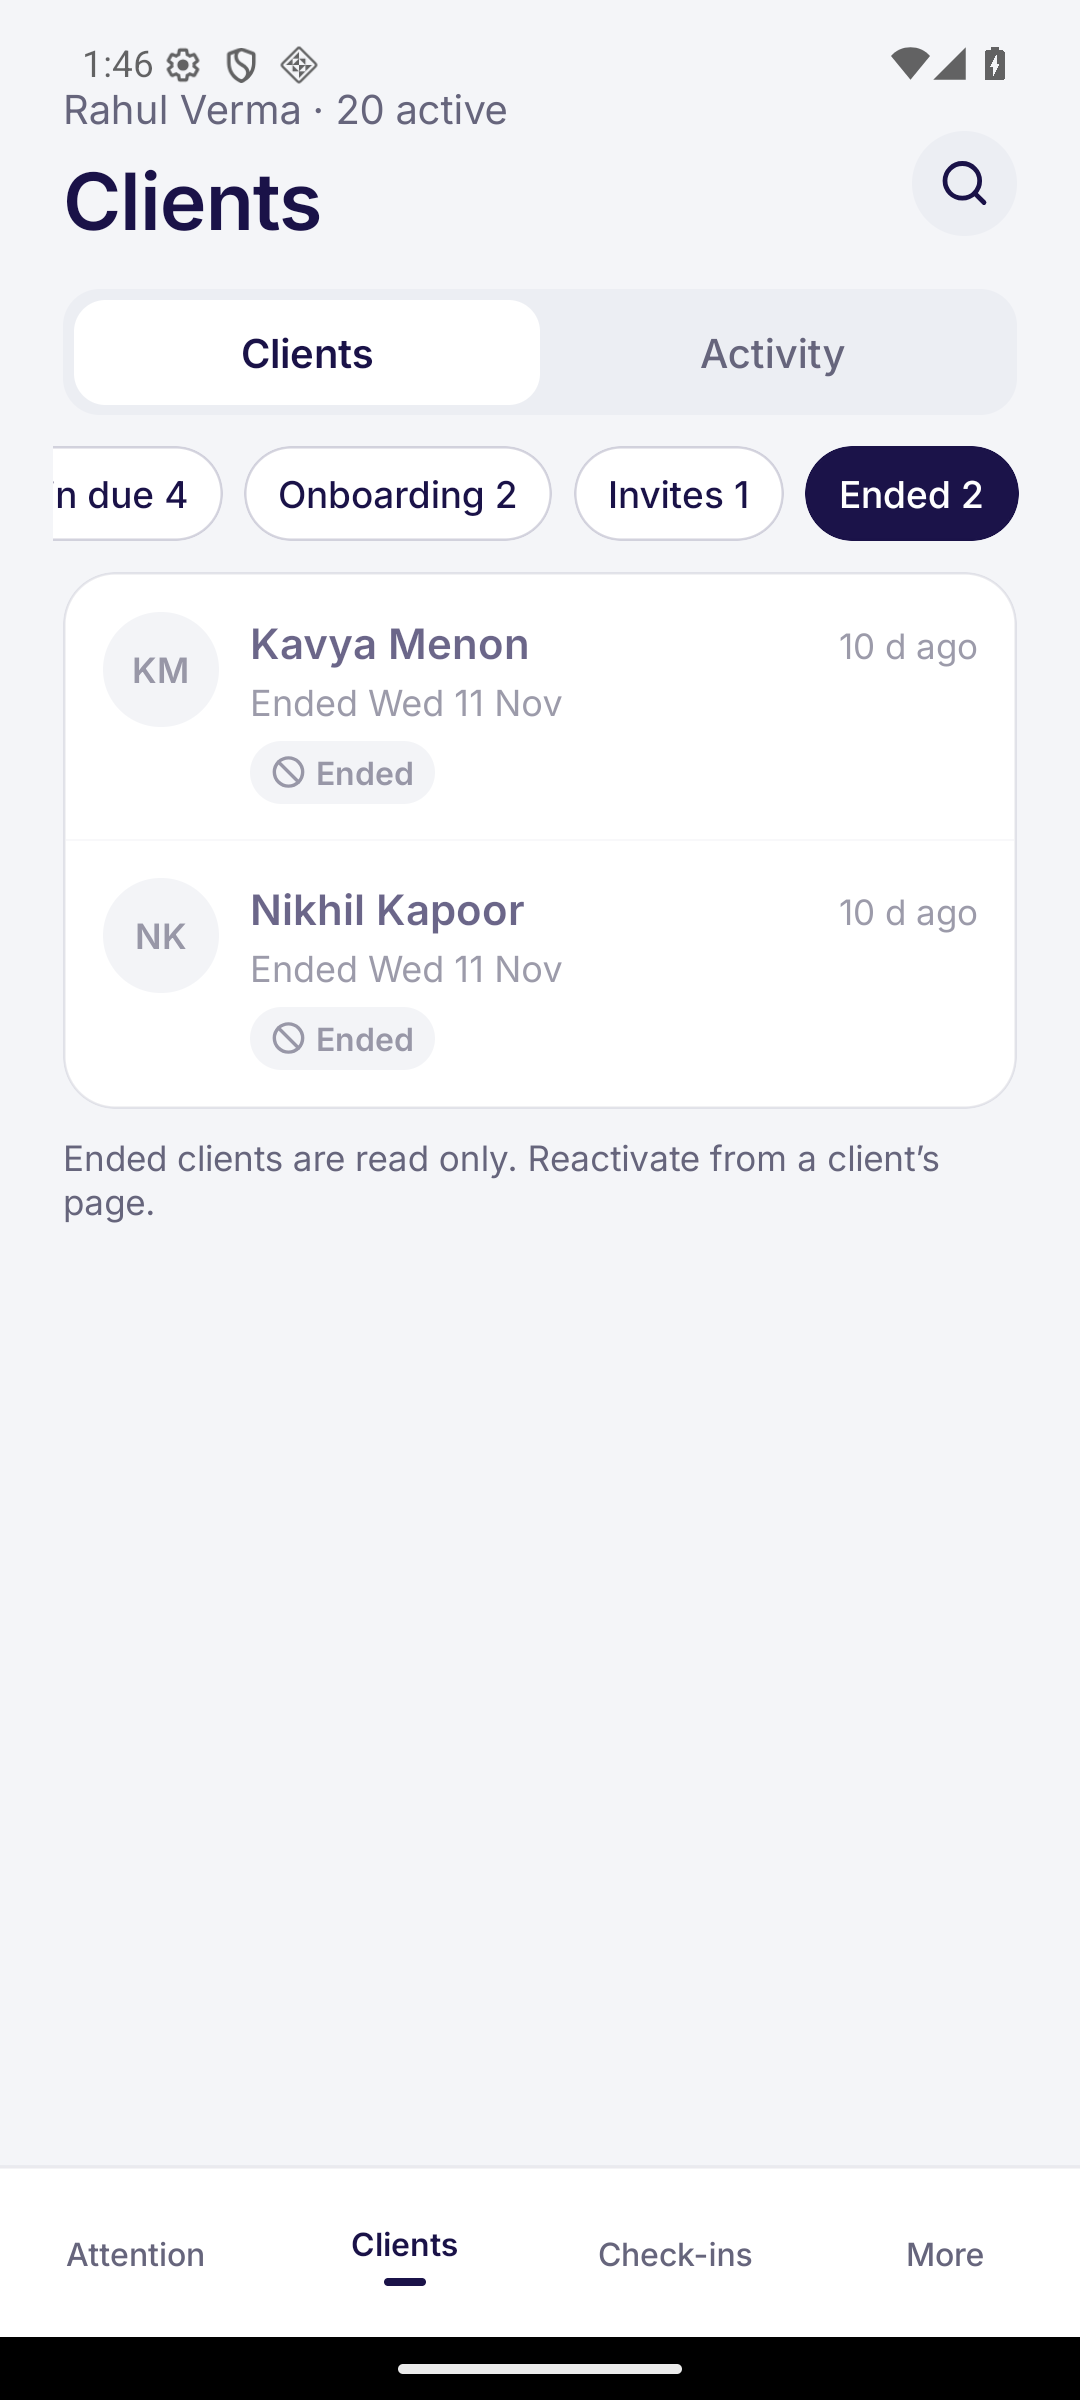 1:46
Rahul Verma · 20 active
Clients
Clients
Activity
n due 4
Onboarding 2
Invites 1
Ended 2
KM
Kavya Menon
10 d ago
Ended Wed 11 Nov
Ended
NK
Nikhil Kapoor
10 d ago
Ended Wed 11 Nov
Ended
Ended clients are read only. Reactivate from a client’s
page.
Attention
Clients
Check-ins
More